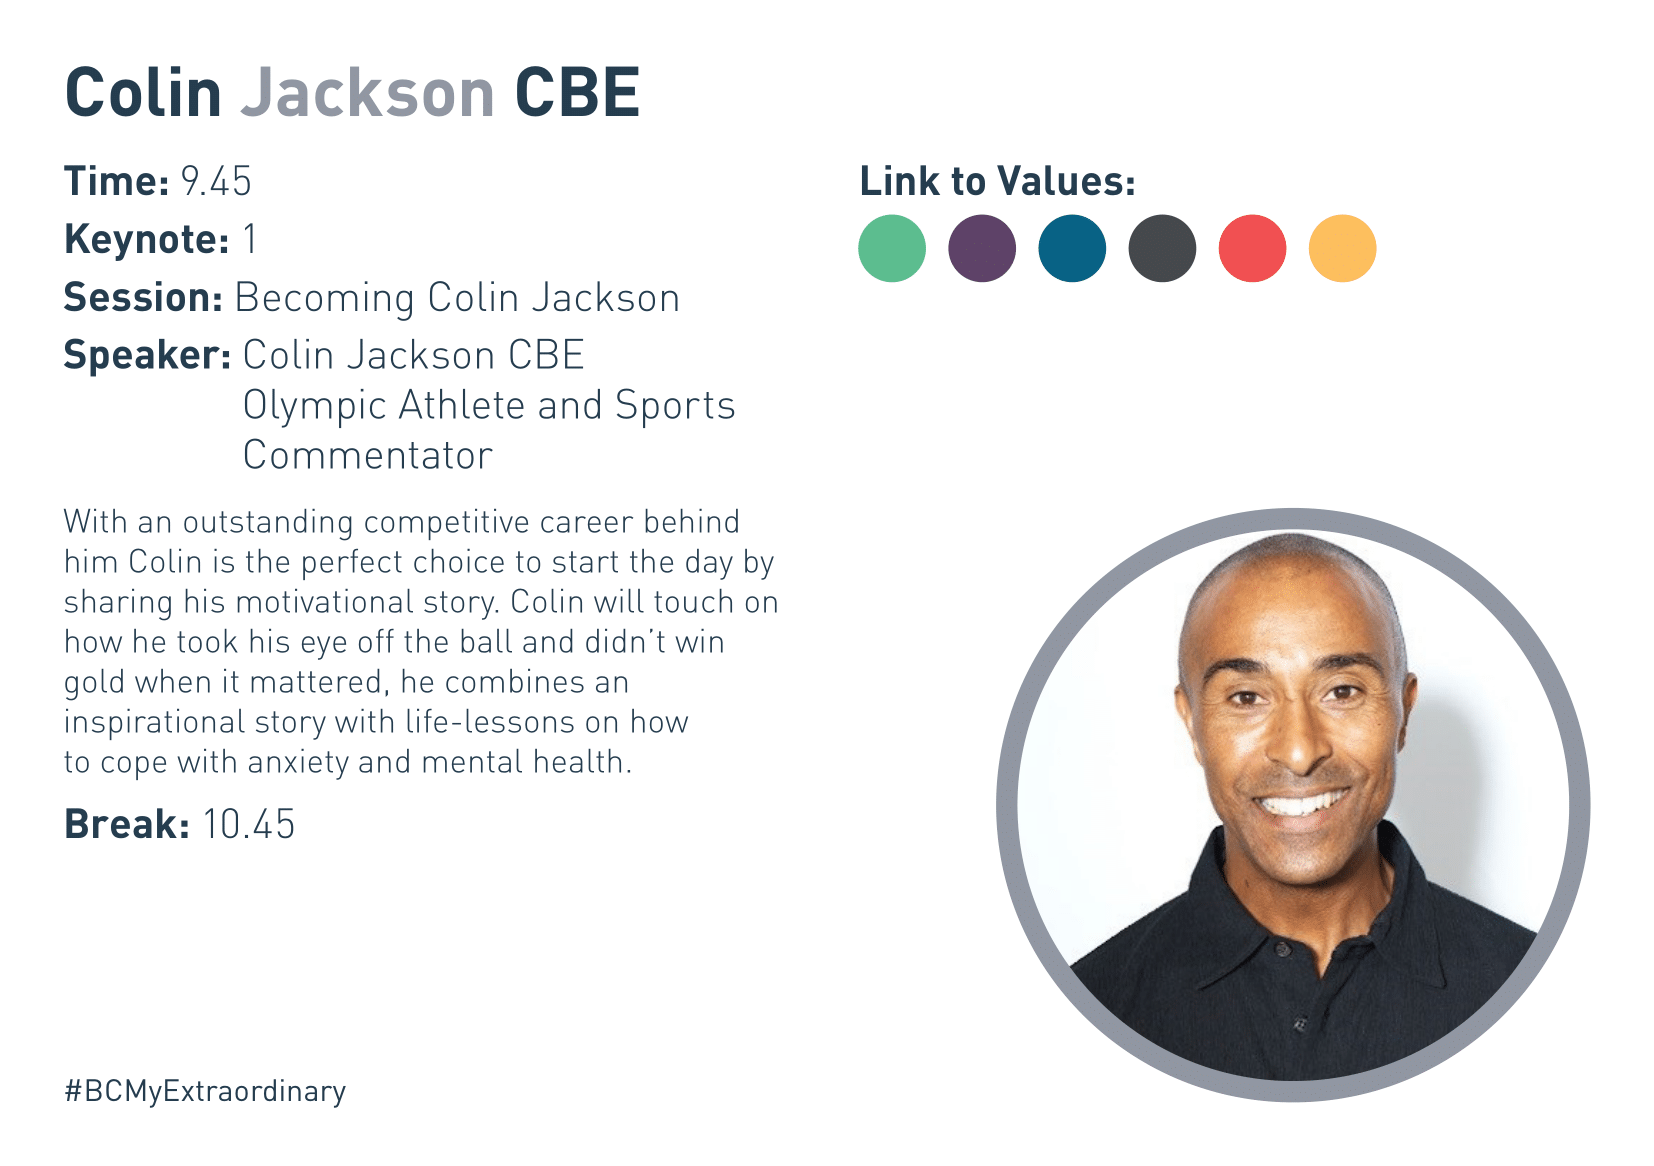 Colin Jackson CBE
Time: 9.45
Keynote: 1
Session: Becoming Colin Jackson
Speaker: Colin Jackson CBE
Olympic Athlete and Sports
Commentator
With an outstanding competitive career behind
him Colin is the perfect choice to start the day by
sharing his motivational story. Colin will touch on
how he took his eye off the ball and didn’t win
gold when it mattered, he combines an
inspirational story with life-lessons on how
to cope with anxiety and mental health.
Break: 10.45
Link to Values:
#BCMyExtraordinary